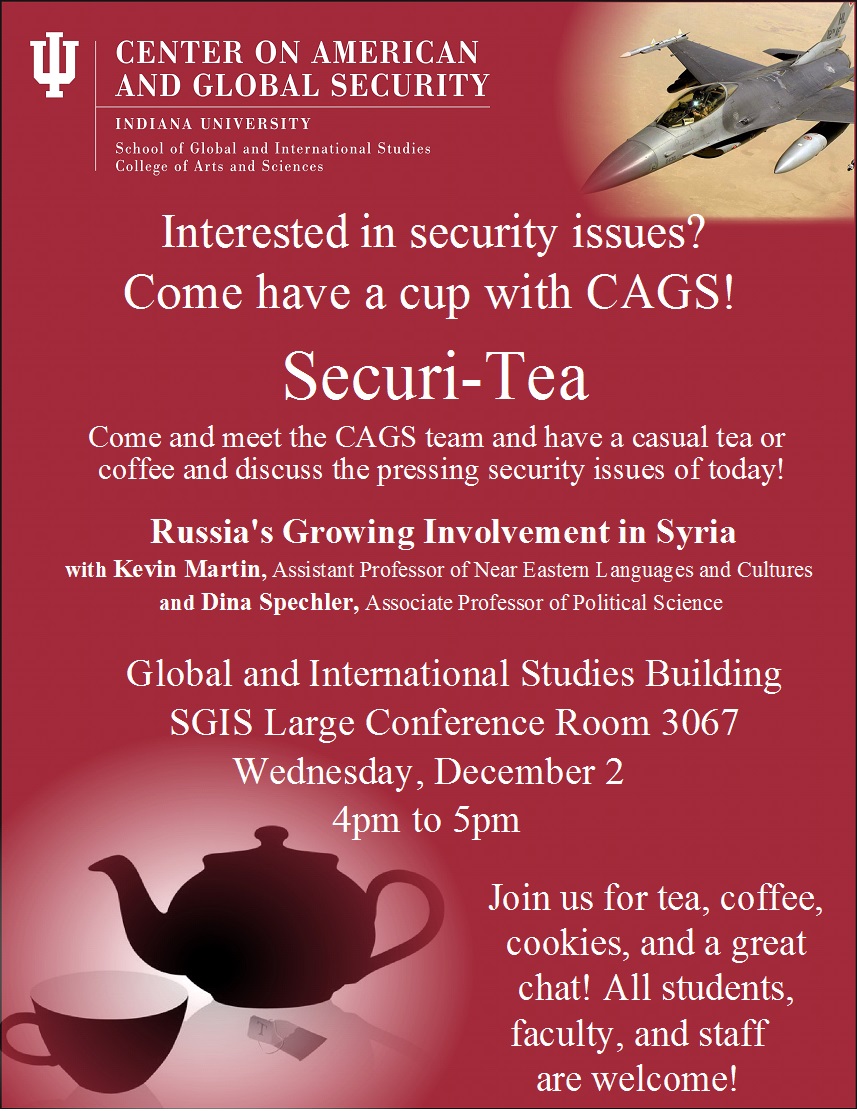 CENTER ON AMERICAN
AND GLOBAL SECURITY
INDIANA UNIVERSITY
School of Global and International Studies
College of Arts and Sciences
Interested in security issues?
Come have a cup with CAGS!
Securi-Tea
Come and meet the CAGS team and have a casual tea or
coffee and discuss the pressing security issues of today!
Russia's Growing Involvement in Syria
with Kevin Martin, Assistant Professor of Near Eastern Languages and Cultures
and Dina Spechler, Associate Professor of Political Science
Global and International Studies Building
SGIS Large Conference Room 3067
Wednesday, December 2
4pm to 5pm
Join us for tea, coffee,
cookies, and a great
chat! All students,
faculty, and staff
are welcome!
T